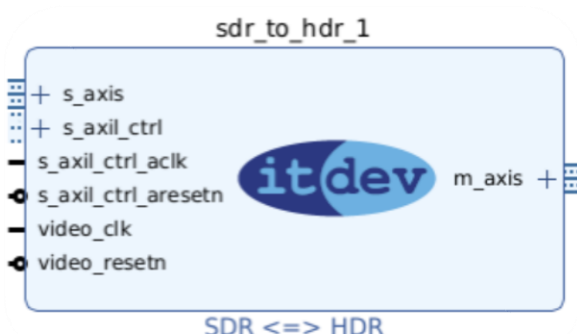 sdr_to_hdr_1
+ s_axis
+ s_axil_ctrl
s_axil_ctrl_aclk
s_axil_ctrl_aresetn
video_clk
video_resetn
itdev
m_axis +
SDR <=> HDR